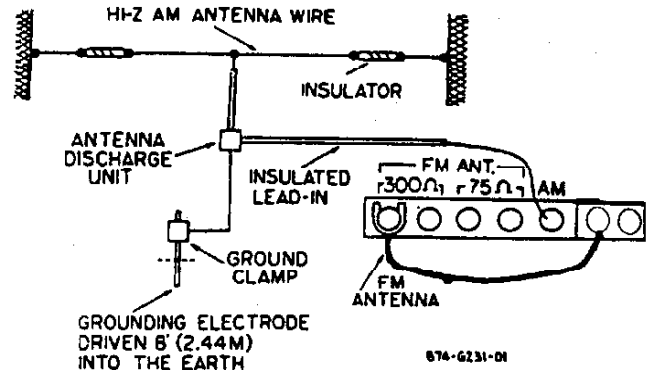 HI-Z AM ANTENNA WIRE
INSULATOR
ANTENNA
DISCHARGE
UNIT
INSULATED
LEAD-IN
FM ANT.
300Ω 75Ω AM
GROUND
CLAMP
FM
ANTENNA
GROUNDING ELECTRODE
DRIVEN 8' (2.44M)
INTO THE EARTH
874-G231-01